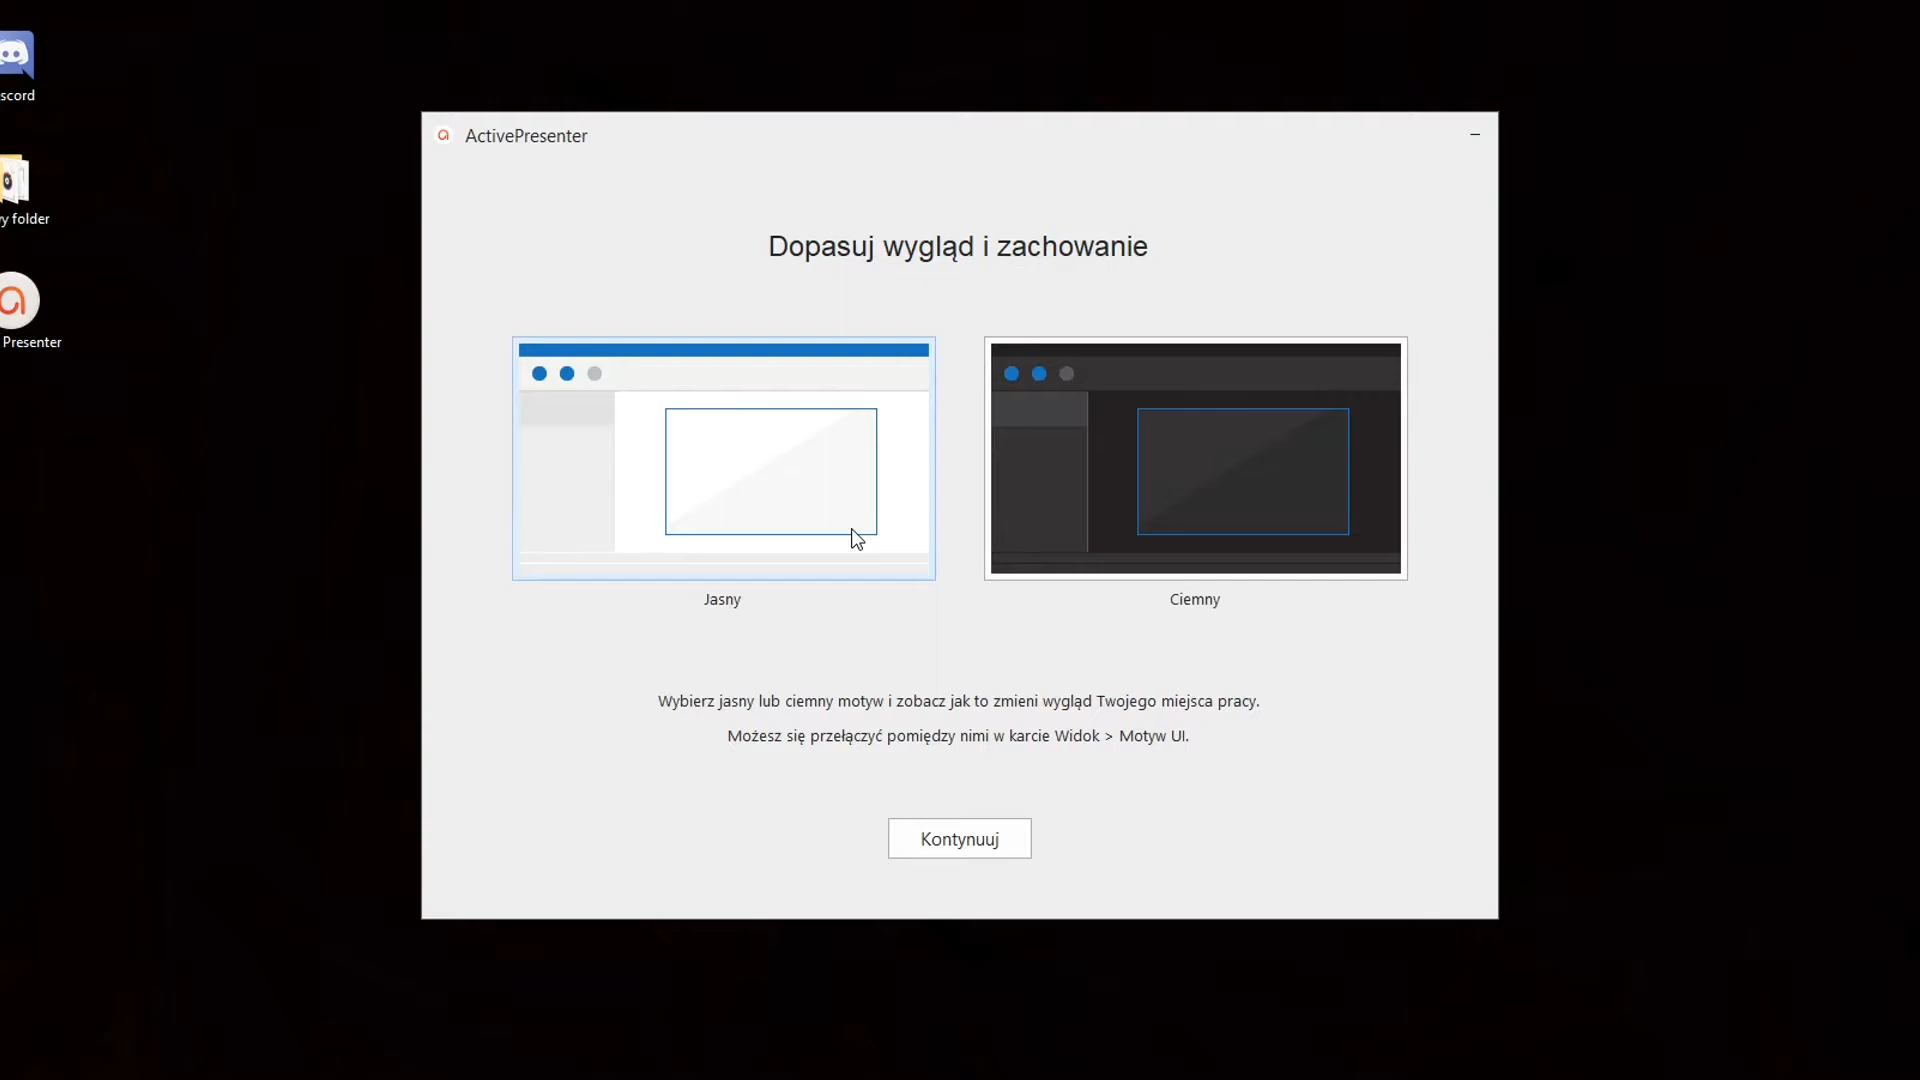 scord
ActivePresenter
Dopasuj wygląd i zachowanie
y folder
Presenter
Jasny
Ciemny
Wybierz jasny lub ciemny motyw i zobacz jak to zmieni wygląd Twojego miejsca pracy.
Możesz się przełączyć pomiędzy nimi w karcie Widok > Motyw UI.
Kontynuuj